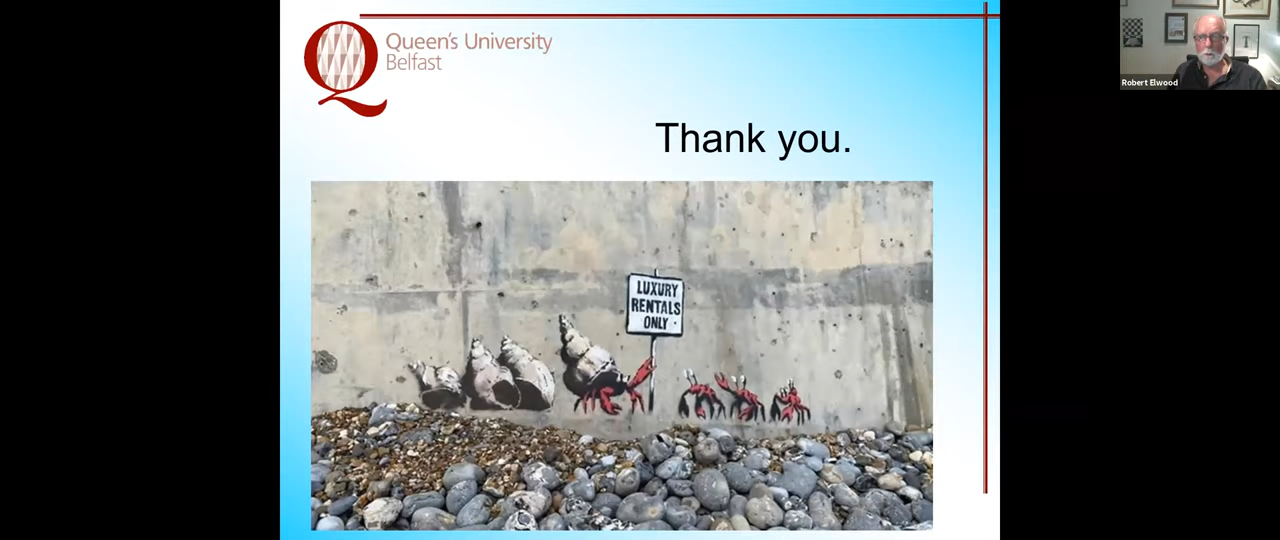 Queen's University
Belfast
Robert Elwood
Thank you.
LUXURY
RENTALS
ONLY